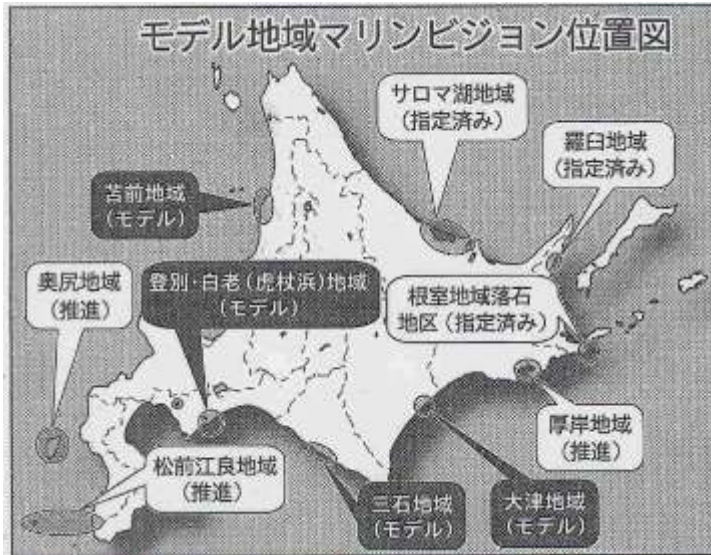 モデル地域マリンビジョン位置図
サロマ湖地域
(指定済み)
羅臼地域
(指定済み)
苫前地域
(モデル)
奥尻地域
(推進)
登別・白老(虎杖浜)地域
(モデル)
根室地域落石
地区(指定済み)
厚岸地域
(推進)
松前江良地域
(推進)
三石地域
(モデル)
大津地域
(モデル)